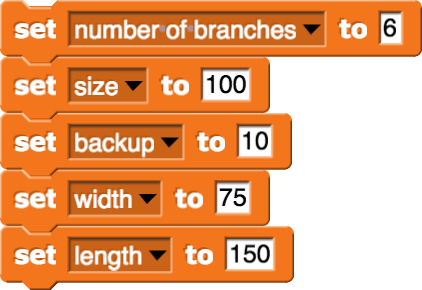 set number of branches to 6
set size to 100
set backup to 10
set width to 75
set length to 150